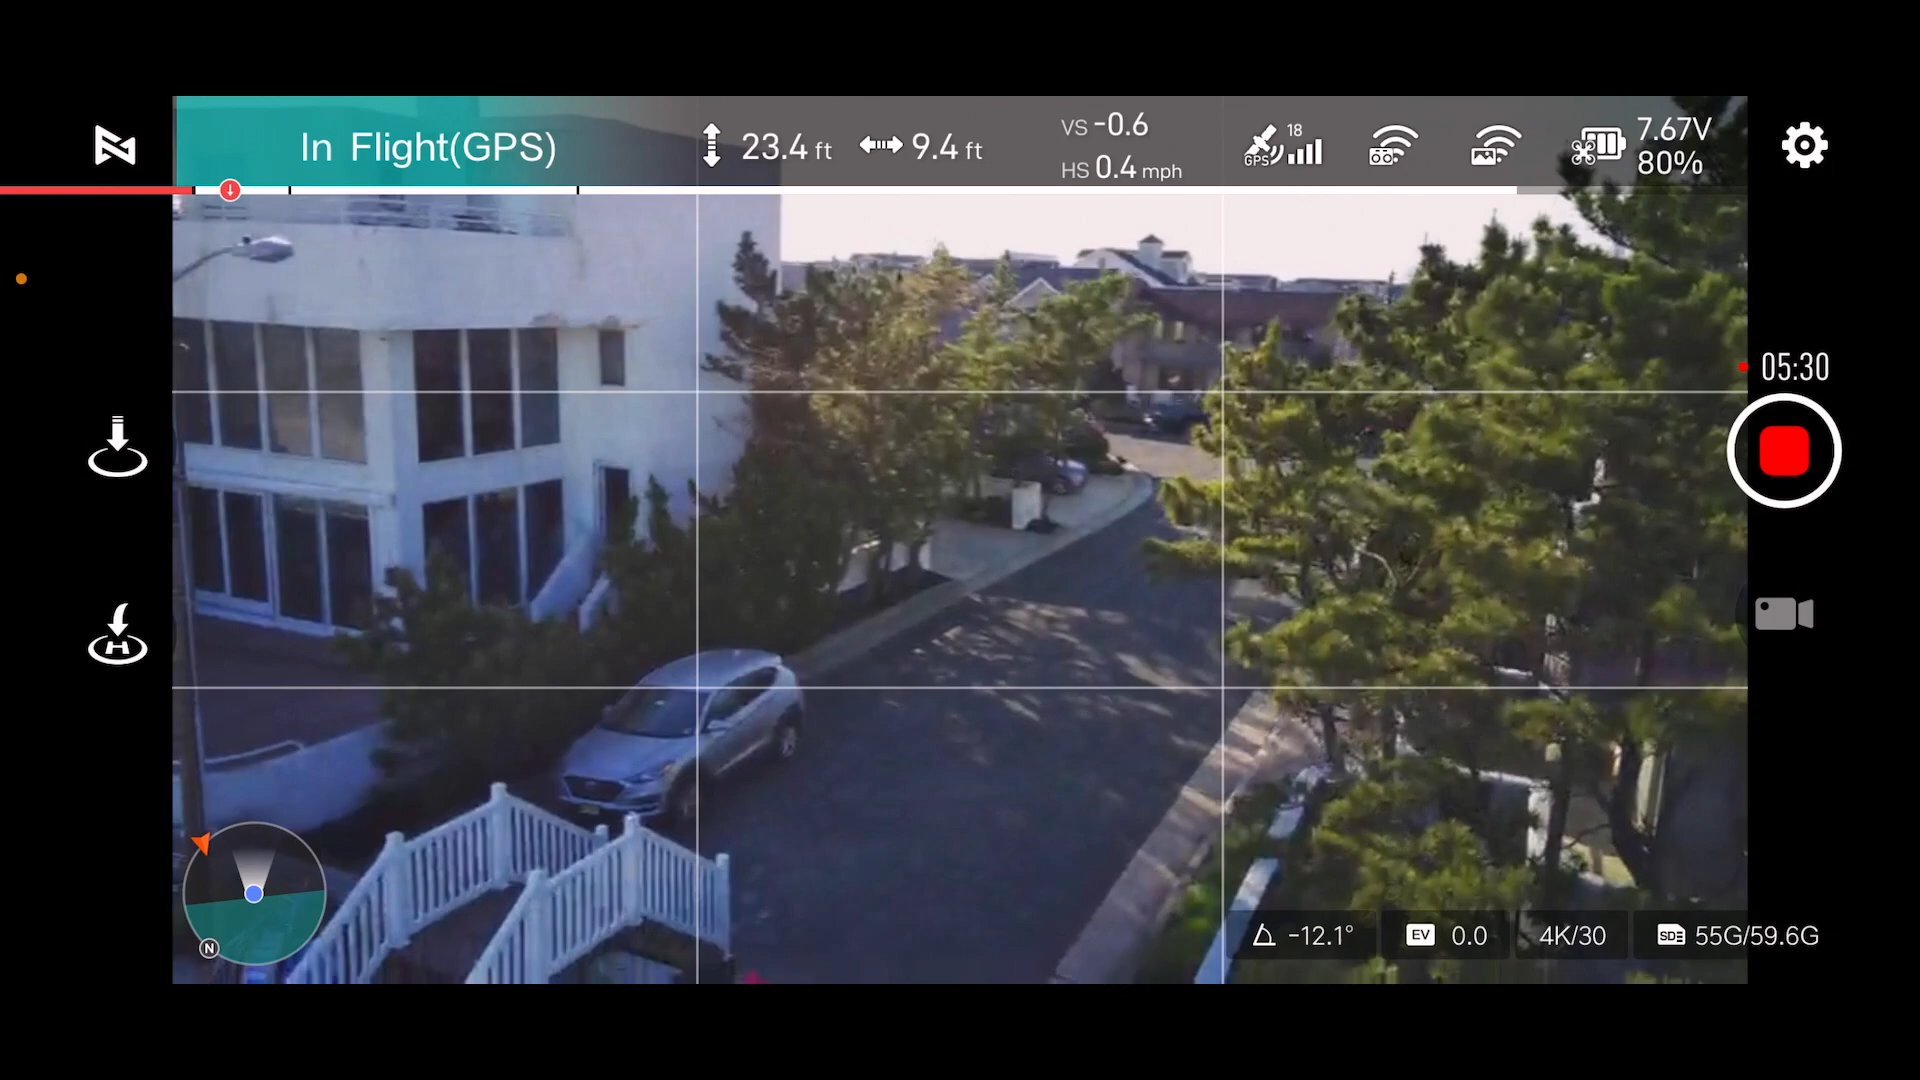 In Flight(GPS)
23.4 ft
9.4 ft
VS -0.6
HS 0.4 mph
GPS
18
7.67V
80%
05:30
H
N
-12.1°
EV 0.0
4K/30
SD 55G/59.6G